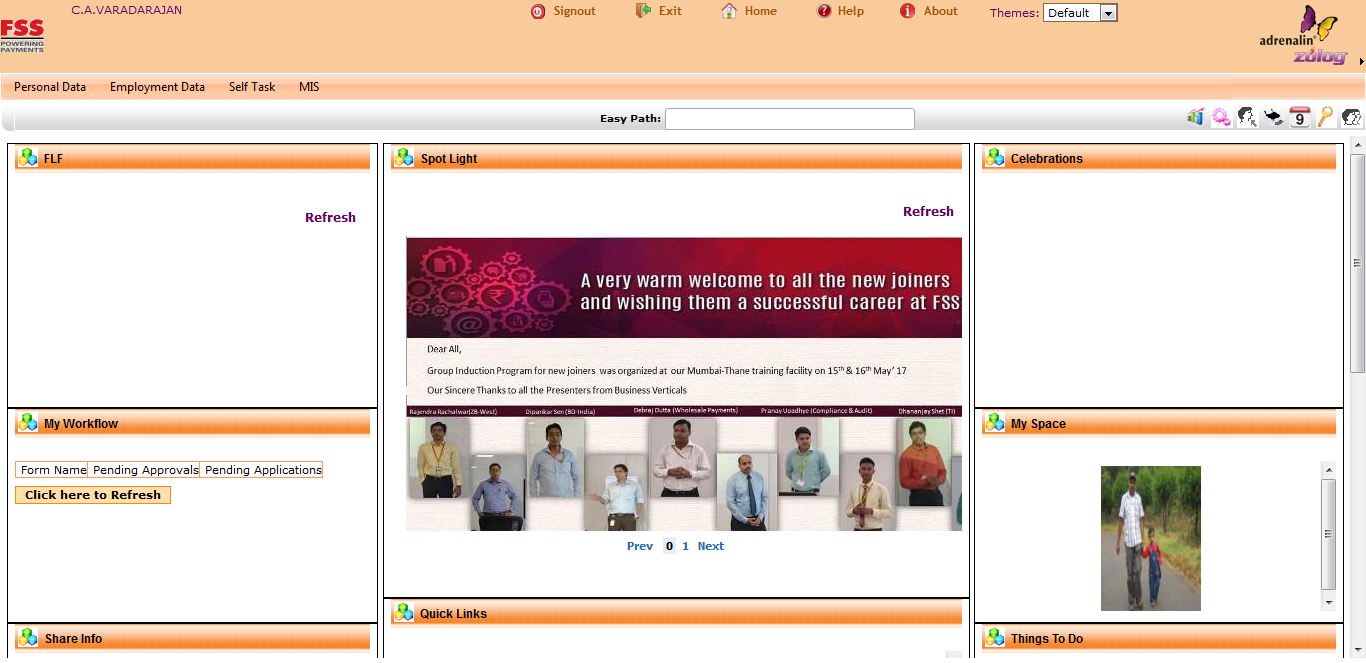 C.A.VARADARAJAN
Signout Exit Home Help About Themes: Default
FSS
POWERING
PAYMENTS
adrenalin
zólog
Personal Data Employment Data Self Task MIS
Easy Path:
9
FLF
Refresh
Spot Light
Refresh
A very warm welcome to all the new joiners
and wishing them a successful career at FSS
Dear All,
Group Induction Program for new joiners was organized at our Mumbai-Thane training facility on 15th & 16th May' 17
Our Sincere Thanks to all the Presenters from Business Verticals
Rajendra Rachalwar(ZB-West) Dipankar Sen (BD-India) Debraj Dutta (Wholesale Payments) Pranay Upadhye (Compliance & Audit) Dhananjay Shet (TI)
Prev 0 1 Next
Celebrations
My Workflow
Form Name Pending Approvals Pending Applications
Click here to Refresh
My Space
Share Info
Quick Links
Things To Do